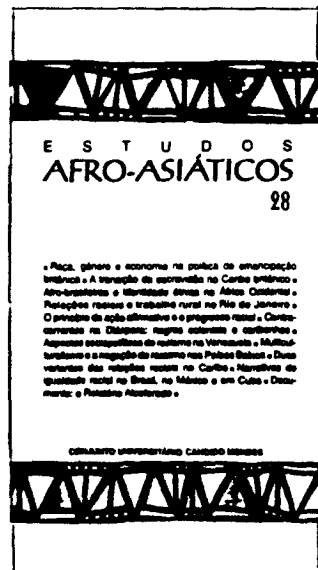 ESTUDOS
AFRO-ASIÁTICOS
28
• Raça, gênero e economia na política de emancipação
britânica • A transição da escravidão no Caribe britânico •
Afro-brasileiros e identidade étnica na África Ocidental •
Relações raciais e trabalho rural no Rio de Janeiro •
O princípio da ação afirmativa e o progresso racial • Contra-
correntes na Diáspora: negros coloniais e caribenhos •
Aspectos sociopolíticos do racismo na Venezuela • Multicul-
turalismo e a negação do racismo nos Países Baixos • Duas
variantes das relações raciais no Caribe • Narrativas de
igualdade racial no Brasil, no México e em Cuba • Docu-
mento: o Relatório •
CONJUNTO UNIVERSITÁRIO CANDIDO MENDES